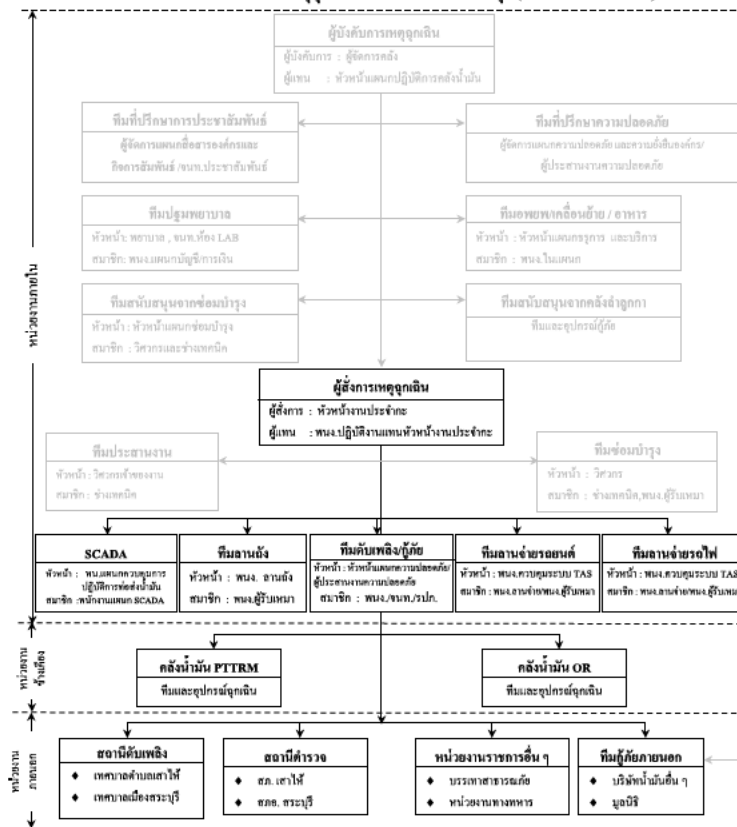 ผู้บังคับการเหตุฉุกเฉิน
ผู้บังคับการ : ผู้จัดการคลัง
ผู้แทน : หัวหน้าแผนกปฏิบัติการคลังน้ำมัน
ทีมที่ปรึกษาการประชาสัมพันธ์
ผู้จัดการแผนกสื่อสารองค์กรและ
กิจการสัมพันธ์ /จนท.ประชาสัมพันธ์
ทีมที่ปรึกษาความปลอดภัย
ผู้จัดการแผนกความปลอดภัย และความยั่งยืนองค์กร/
ผู้ประสานงานความปลอดภัย
ทีมปฐมพยาบาล
หัวหน้า: พยาบาล , จนท.ห้อง LAB
สมาชิก: พนง.แผนกบัญชี/การเงิน
ทีมอพยพ/เคลื่อนย้าย / อาหาร
หัวหน้า : หัวหน้าแผนกธุรการ และบริการ
สมาชิก : พนง.ในแผนก
หน่วยงานภายใน
ทีมสนับสนุนจากซ่อมบำรุง
หัวหน้า : หัวหน้าแผนกซ่อมบำรุง
สมาชิก : วิศวกรและช่างเทคนิค
ทีมสนับสนุนจากคลังลำลูกกา
ทีมและอุปกรณ์กู้ภัย
ผู้สั่งการเหตุฉุกเฉิน
ผู้สั่งการ : หัวหน้างานประจำกะ
ผู้แทน : พนง.ปฏิบัติงานแทนหัวหน้างานประจำกะ
ทีมประสานงาน
หัวหน้า : วิศวกรเจ้าของงาน
สมาชิก : ช่างเทคนิค
ทีมซ่อมบำรุง
หัวหน้า : วิศวกร
สมาชิก : ช่างเทคนิค,พนง.ผู้รับเหมา
SCADA
หัวหน้า : พน.แผนกควบคุมการ
ปฏิบัติการท่อส่งน้ำมัน
สมาชิก : พนักงานแผนก SCADA
ทีมลานถัง
หัวหน้า : พนง. ลานถัง
สมาชิก : พนง.ผู้รับเหมา
ทีมดับเพลิง/กู้ภัย
หัวหน้า : หัวหน้าแผนกความปลอดภัย/
ผู้ประสานงานความปลอดภัย
สมาชิก : พนง./จนท./รปภ.
ทีมลานจ่ายรถยนต์
หัวหน้า : พนง.ควบคุมระบบ TAS
สมาชิก : พนง.ลานจ่าย/พนง.ผู้รับเหมา
ทีมลานจ่ายรถไฟ
หัวหน้า : พนง.ควบคุมระบบ TAS
สมาชิก : พนง.ลานจ่าย/พนง.ผู้รับเหมา
หน่วยงาน
ข้างเคียง
คลังน้ำมัน PTTRM
ทีมและอุปกรณ์ฉุกเฉิน
คลังน้ำมัน OR
ทีมและอุปกรณ์ฉุกเฉิน
หน่วยงาน
ภายนอก
สถานีดับเพลิง
♦ เทศบาลตำบลเสาไห้
♦ เทศบาลเมืองสระบุรี
สถานีตำรวจ
♦ สภ. เสาไห้
♦ สภอ. สระบุรี
หน่วยงานราชการอื่น ๆ
♦ บรรเทาสาธารณภัย
♦ หน่วยงานทางทหาร
ทีมกู้ภัยภายนอก
♦ บริษัทน้ำมันอื่น ๆ
♦ มูลนิธิ